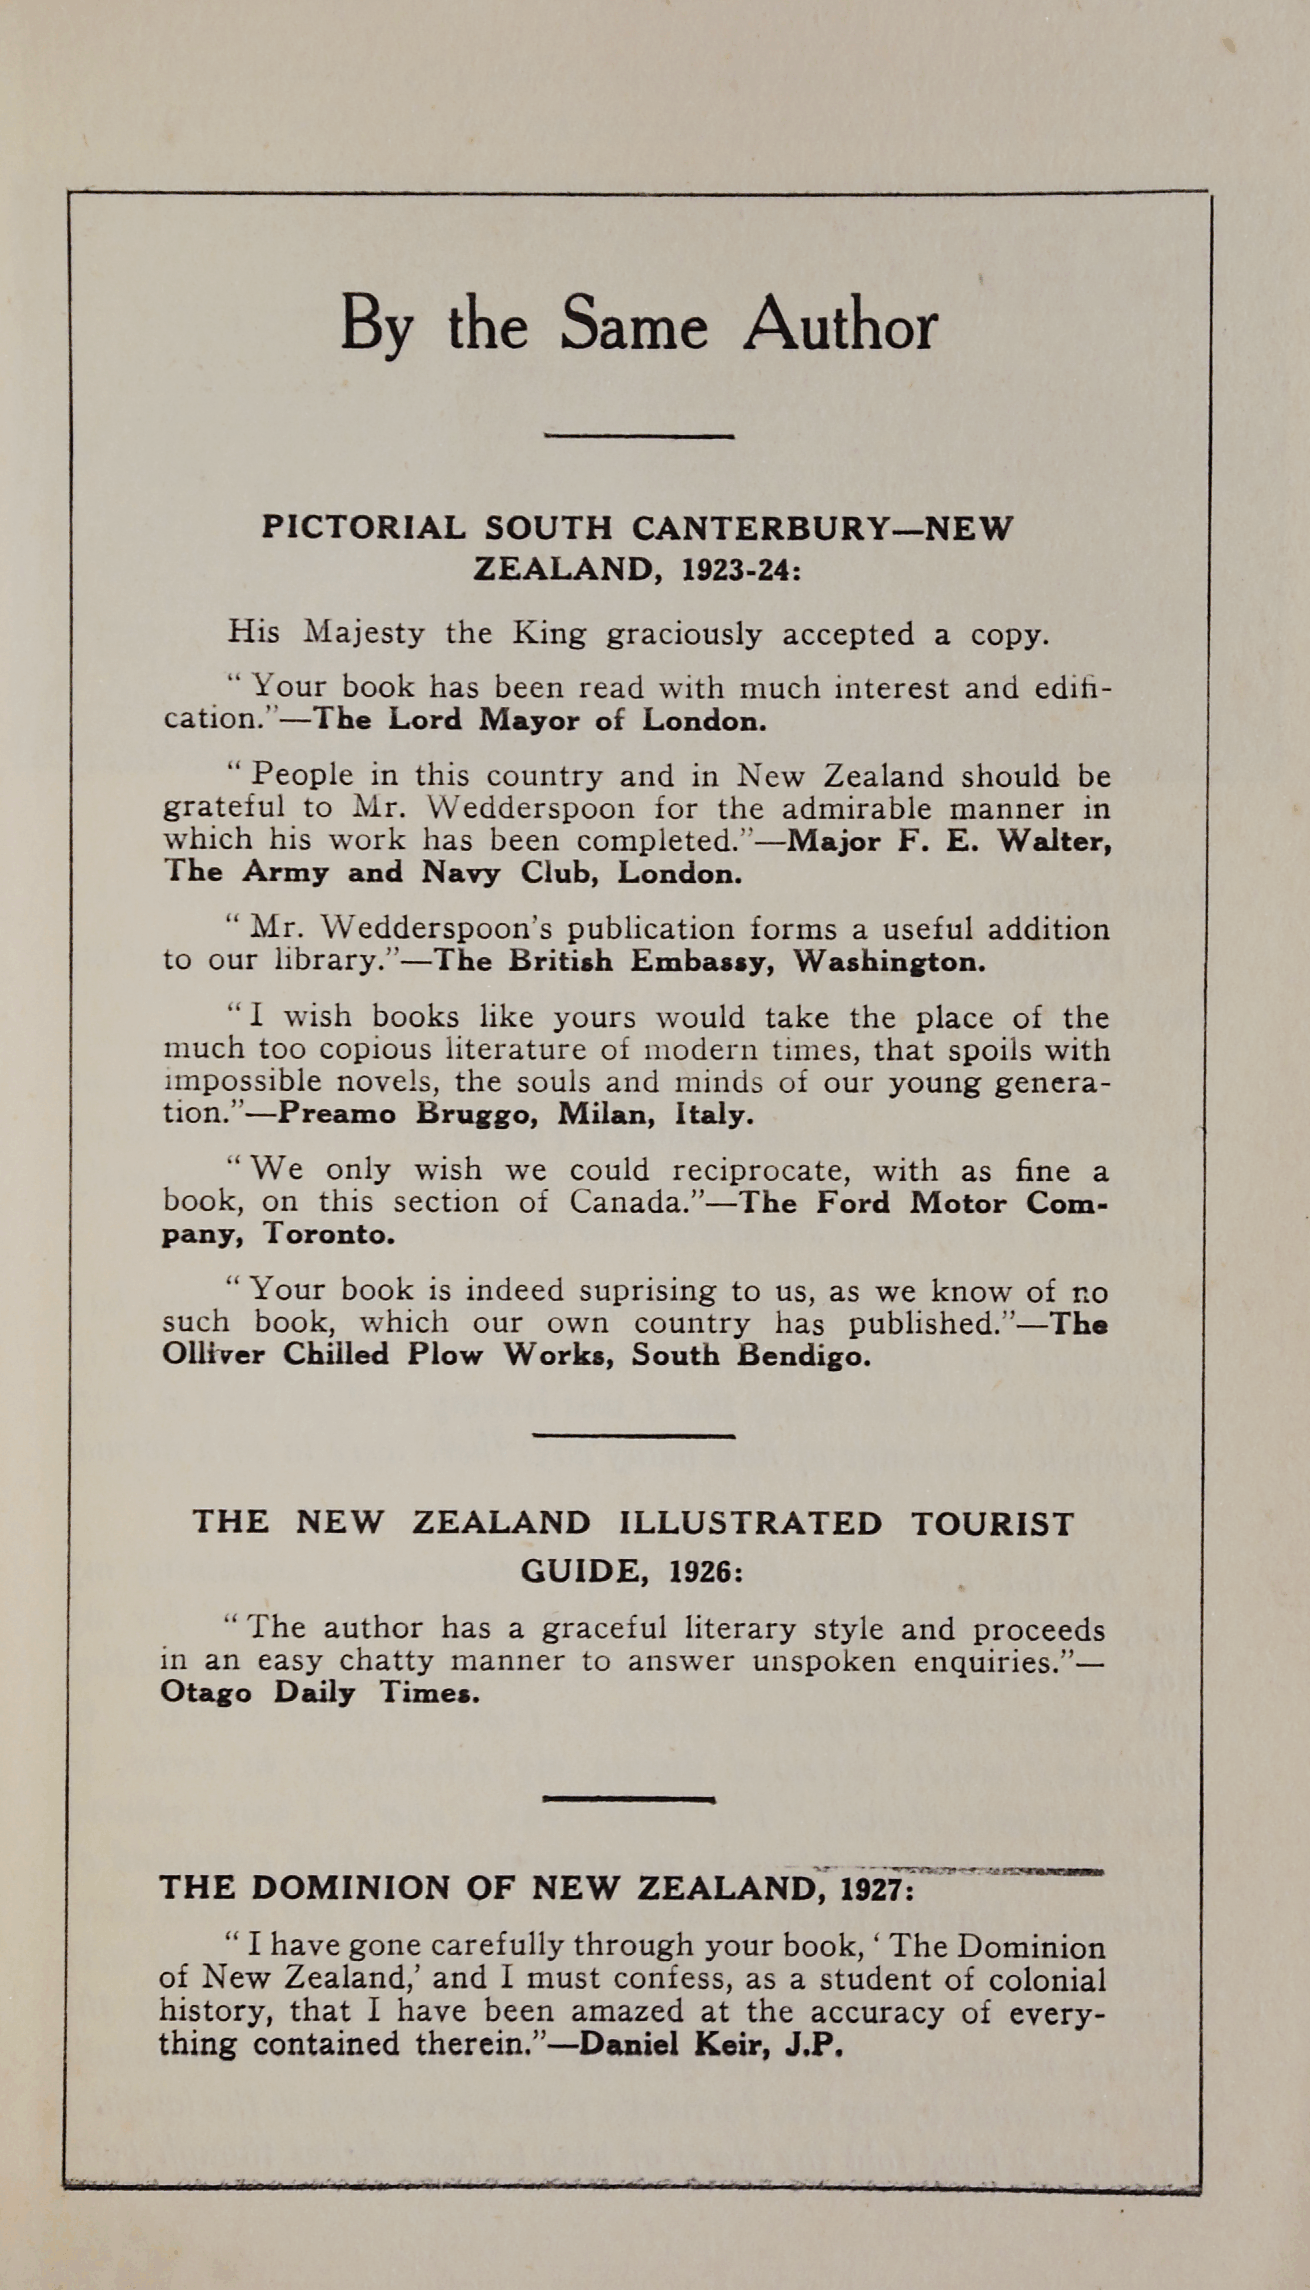 By the Same Author
PICTORIAL SOUTH CANTERBURY—NEW
ZEALAND, 1923-24:
His Majesty the King graciously accepted a copy.
“Your book has been read with much interest and edifi-
cation.”—The Lord Mayor of London.
“People in this country and in New Zealand should be
grateful to Mr. Wedderspoon for the admirable manner in
which his work has been completed.”—Major F. E. Walter,
The Army and Navy Club, London.
“Mr. Wedderspoon’s publication forms a useful addition
to our library.”—The British Embassy, Washington.
“I wish books like yours would take the place of the
much too copious literature of modern times, that spoils with
impossible novels, the souls and minds of our young genera-
tion.”—Preamo Bruggo, Milan, Italy.
“We only wish we could reciprocate, with as fine a
book, on this section of Canada.”—The Ford Motor Com-
pany, Toronto.
“Your book is indeed suprising to us, as we know of no
such book, which our own country has published.”—The
Olliver Chilled Plow Works, South Bendigo.
THE NEW ZEALAND ILLUSTRATED TOURIST
GUIDE, 1926:
“The author has a graceful literary style and proceeds
in an easy chatty manner to answer unspoken enquiries.”—
Otago Daily Times.
THE DOMINION OF NEW ZEALAND, 1927:
“I have gone carefully through your book, ‘The Dominion
of New Zealand,’ and I must confess, as a student of colonial
history, that I have been amazed at the accuracy of every-
thing contained therein.”—Daniel Keir, J.P.